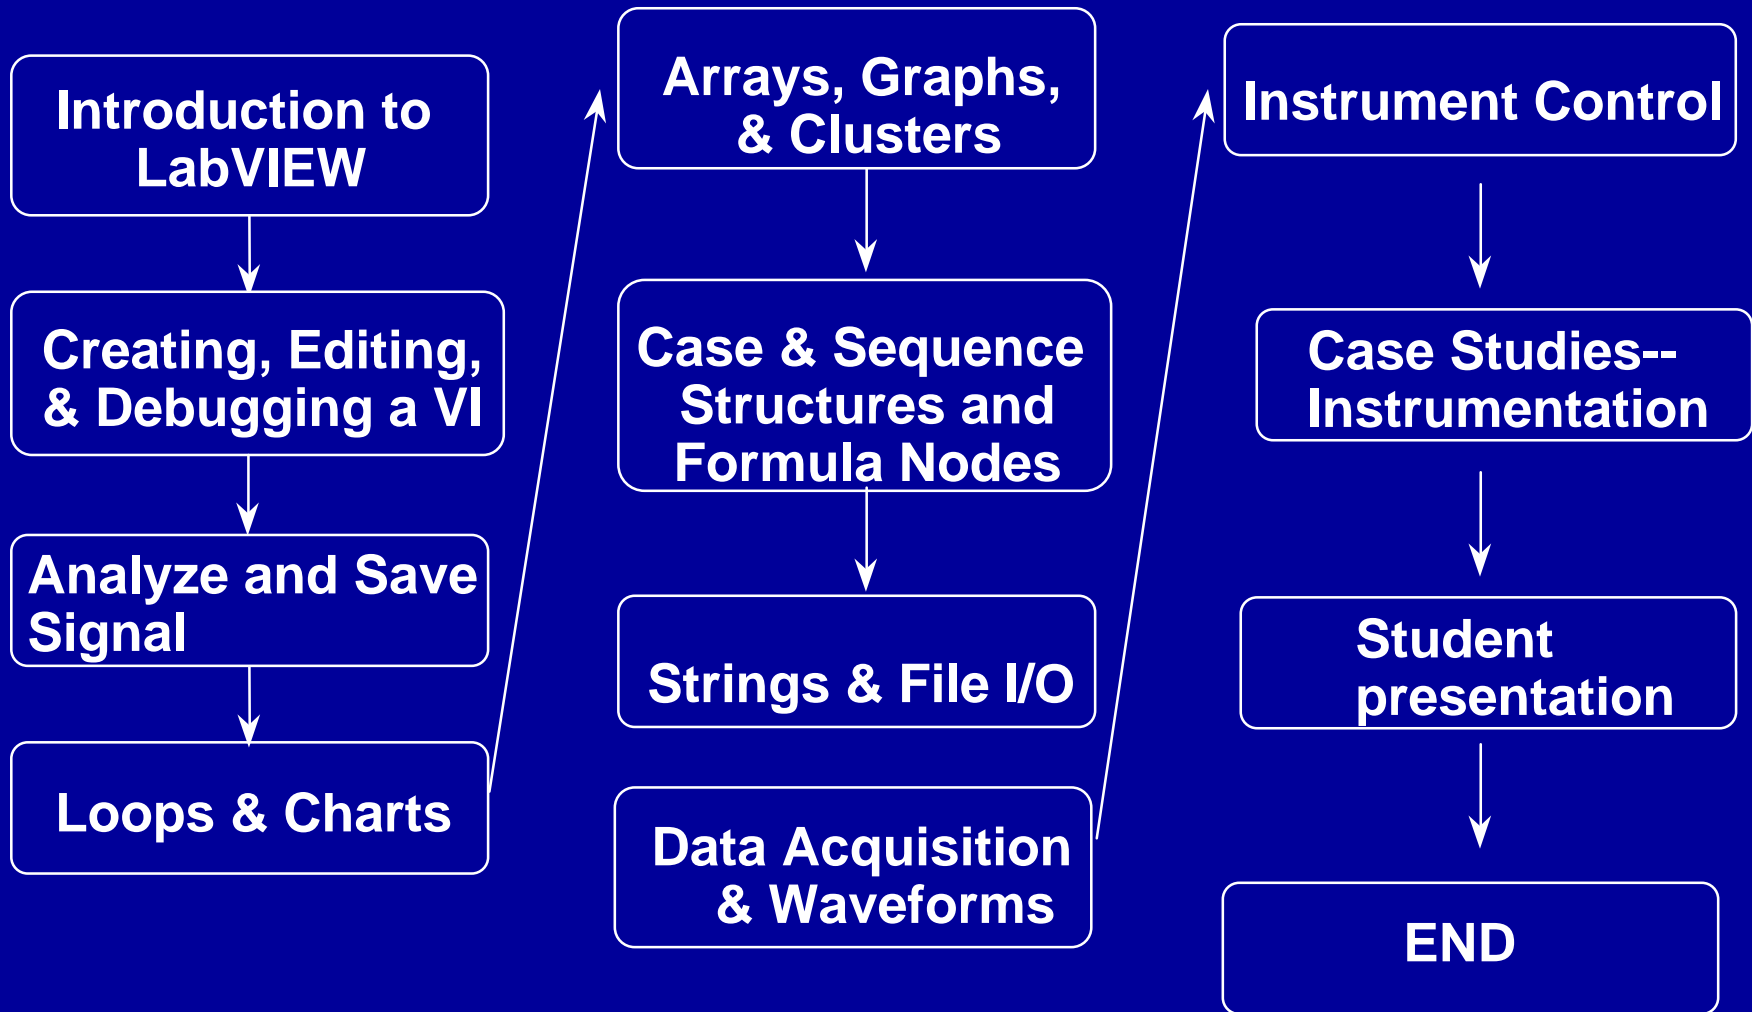 Introduction to
LabVIEW
Creating, Editing,
& Debugging a VI
Analyze and Save
Signal
Loops & Charts
Arrays, Graphs,
& Clusters
Case & Sequence
Structures and
Formula Nodes
Strings & File I/O
Data Acquisition
& Waveforms
Instrument Control
Case Studies--
Instrumentation
Student
presentation
END